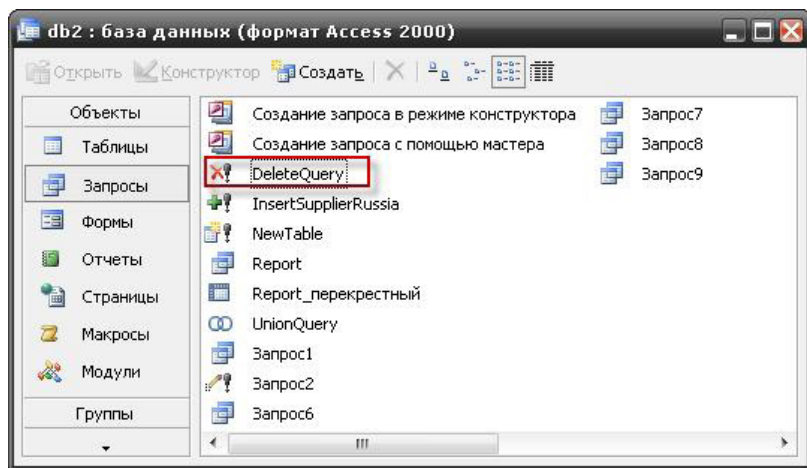 db2 : база данных (формат Access 2000)
Открыть Конструктор Создать
Объекты
Таблицы
Запросы
Формы
Отчеты
Страницы
Макросы
Модули
Группы
Создание запроса в режиме конструктора
Создание запроса с помощью мастера
DeleteQuery
InsertSupplierRussia
NewTable
Report
Report_перекрестный
UnionQuery
Запрос1
Запрос2
Запрос6
Запрос7
Запрос8
Запрос9